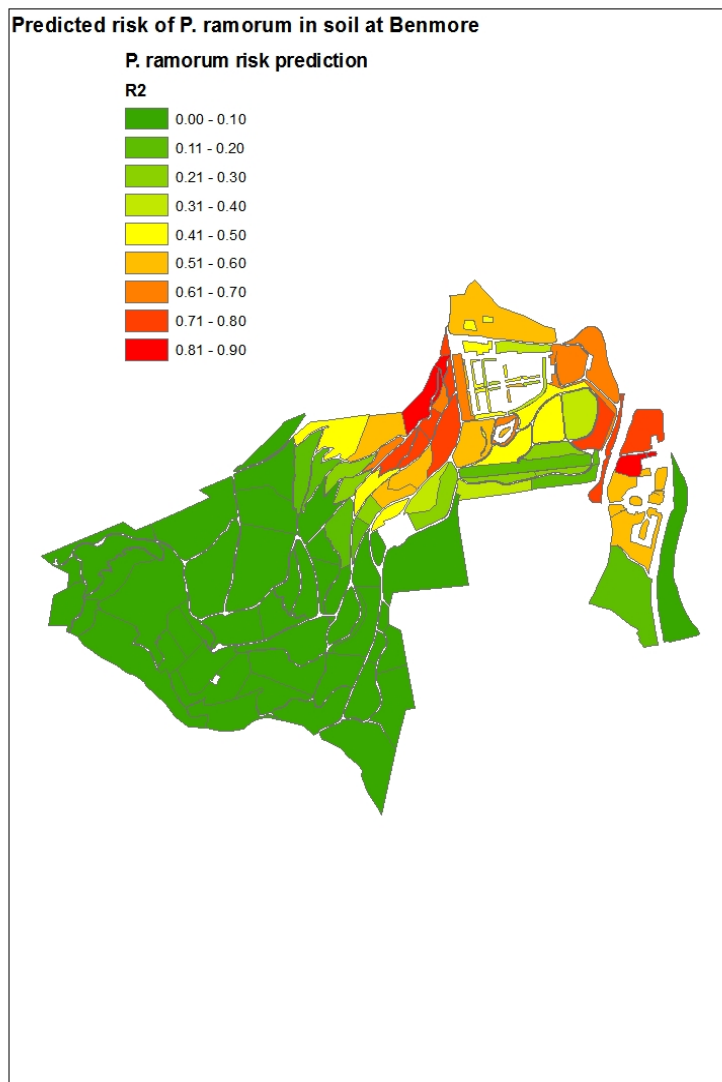 Predicted risk of P. ramorum in soil at Benmore
P. ramorum risk prediction
R2
0.00 - 0.10
0.11 - 0.20
0.21 - 0.30
0.31 - 0.40
0.41 - 0.50
0.51 - 0.60
0.61 - 0.70
0.71 - 0.80
0.81 - 0.90